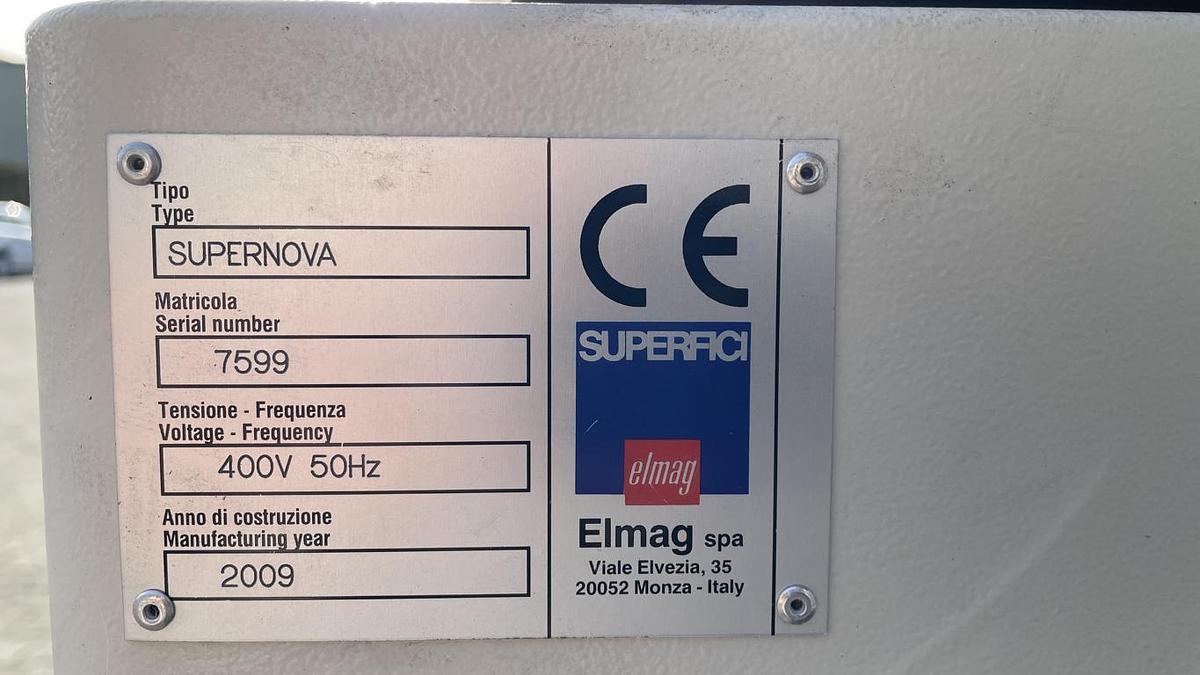 Tipo
Type
SUPERNOVA
Matricola
Serial number
7599
Tensione - Frequenza
Voltage - Frequency
400V 50Hz
Anno di costruzione
Manufacturing year
2009
CE
SUPERFICI
elmag
Elmag spa
Viale Elvezia, 35
20052 Monza - Italy